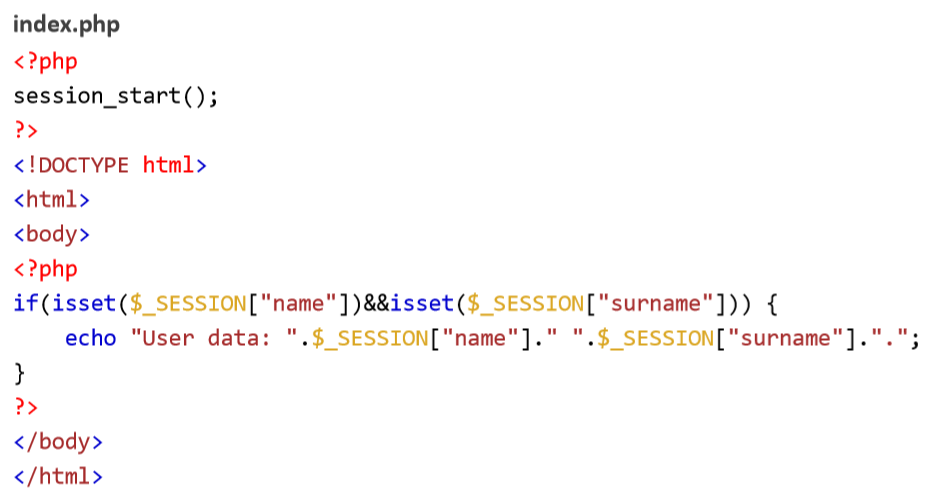 index.php
<?php
session_start();
?>
<!DOCTYPE html>
<html>
<body>
<?php
if(isset($_SESSION["name"])&&isset($_SESSION["surname"])) {
    echo "User data: ".$_SESSION["name"]." ".$_SESSION["surname"].".";
}
?>
</body>
</html>